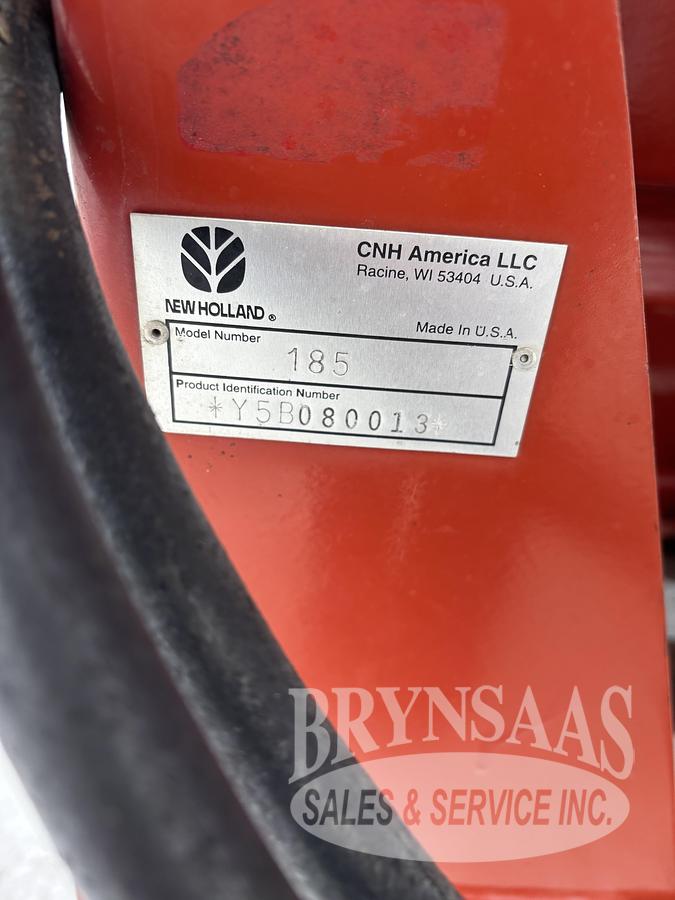 CNH America LLC
Racine, WI 53404 U.S.A.
NEW HOLLAND®
Made In U.S.A.
Model Number
185
Product Identification Number
*Y5B080013*
BRYNSAAS
SALES & SERVICE INC.